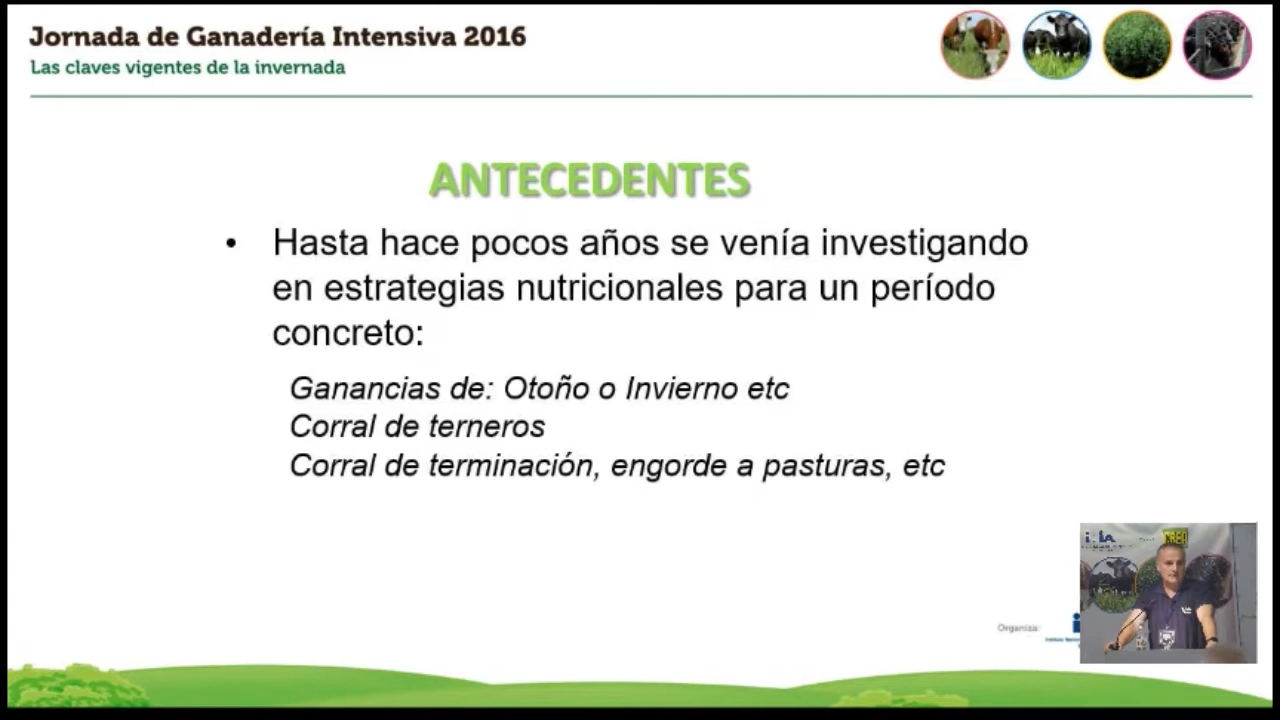 Jornada de Ganadería Intensiva 2016
Las claves vigentes de la invernada
ANTECEDENTES
• Hasta hace pocos años se venía investigando
en estrategias nutricionales para un período
concreto:
Ganancias de: Otoño o Invierno etc
Corral de terneros
Corral de terminación, engorde a pasturas, etc
Organiza:
CREA